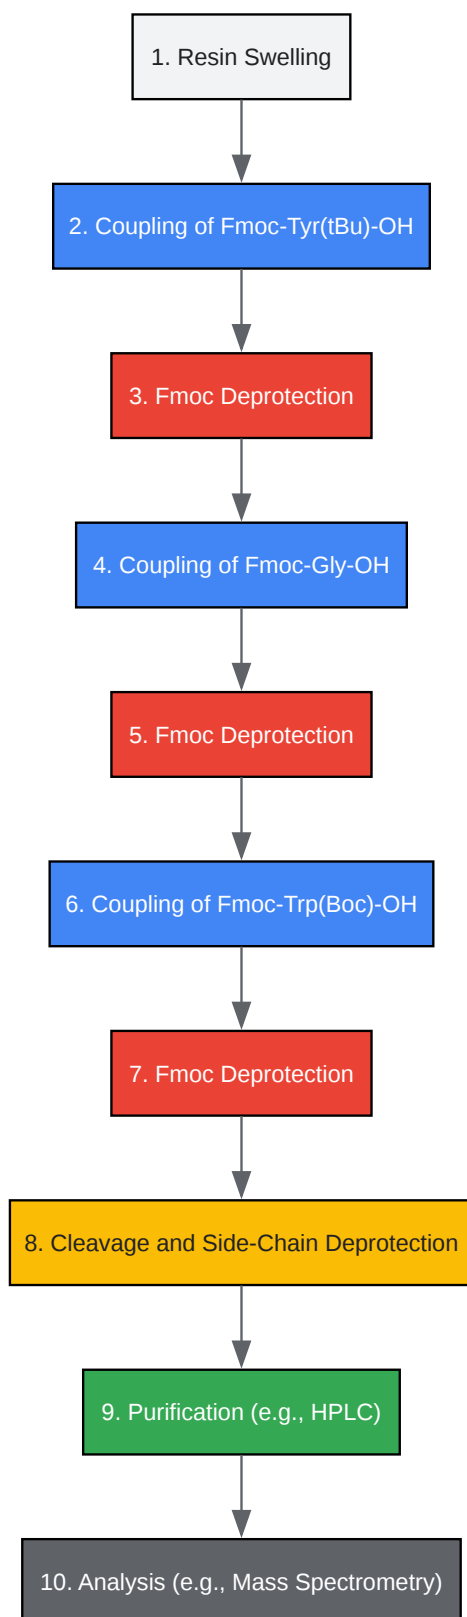 1. Resin Swelling
2. Coupling of Fmoc-Tyr(tBu)-OH
3. Fmoc Deprotection
4. Coupling of Fmoc-Gly-OH
5. Fmoc Deprotection
6. Coupling of Fmoc-Trp(Boc)-OH
7. Fmoc Deprotection
8. Cleavage and Side-Chain Deprotection
9. Purification (e.g., HPLC)
10. Analysis (e.g., Mass Spectrometry)